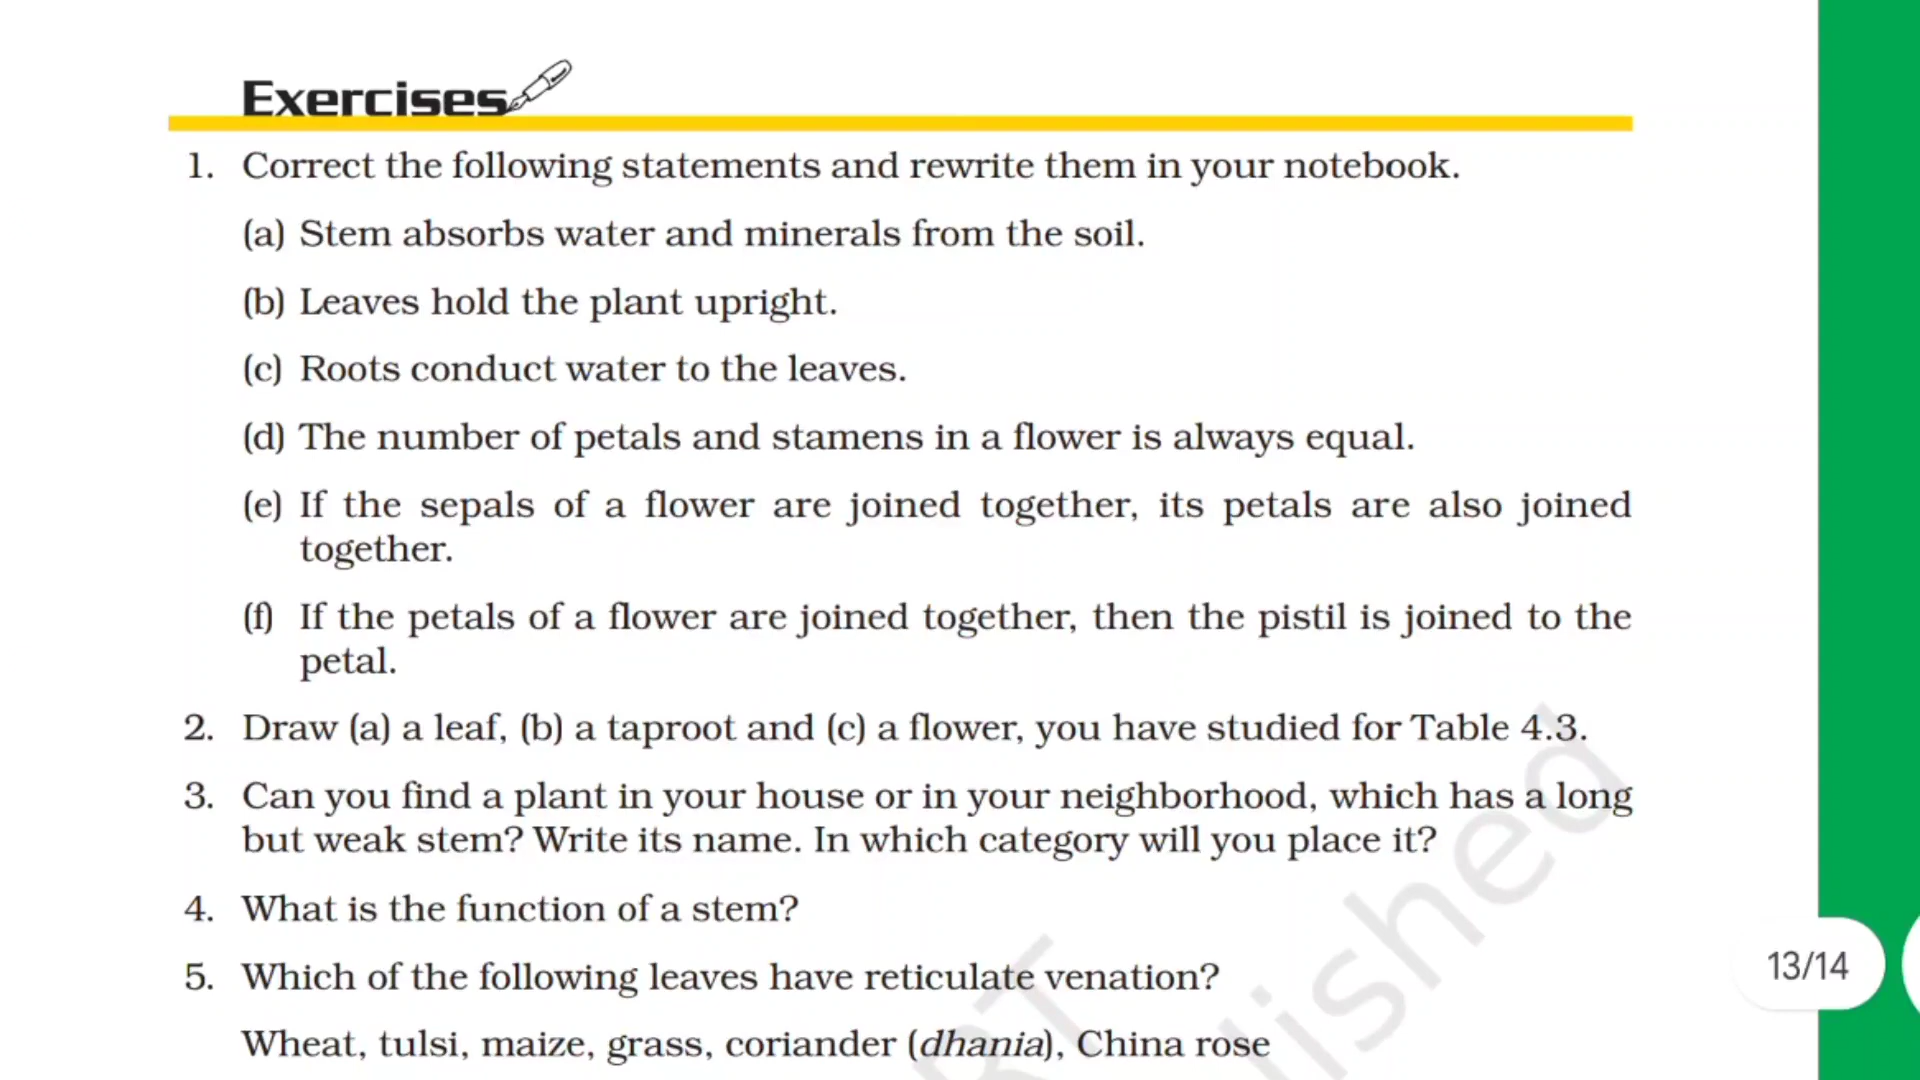 Exercises
1. Correct the following statements and rewrite them in your notebook.
(a) Stem absorbs water and minerals from the soil.
(b) Leaves hold the plant upright.
(c) Roots conduct water to the leaves.
(d) The number of petals and stamens in a flower is always equal.
(e) If the sepals of a flower are joined together, its petals are also joined
together.
(f) If the petals of a flower are joined together, then the pistil is joined to the
petal.
2. Draw (a) a leaf, (b) a taproot and (c) a flower, you have studied for Table 4.3.
3. Can you find a plant in your house or in your neighborhood, which has a long
but weak stem? Write its name. In which category will you place it?
4. What is the function of a stem?
5. Which of the following leaves have reticulate venation?
Wheat, tulsi, maize, grass, coriander (dhania), China rose
13/14